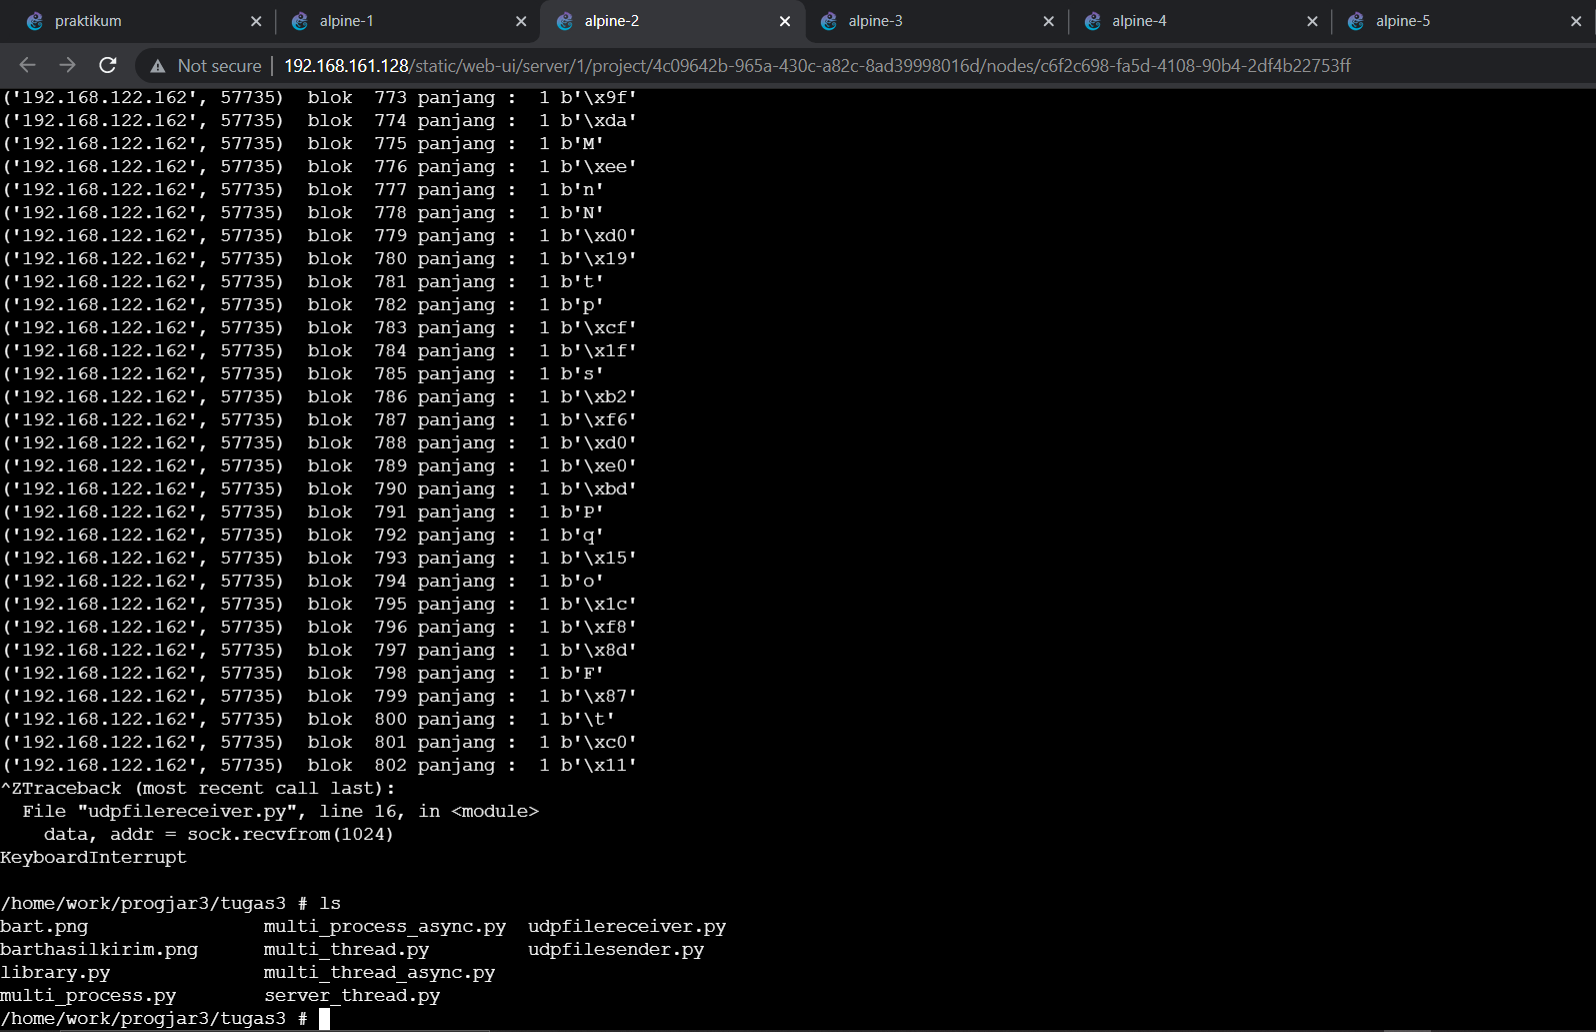 praktikum
alpine-1
alpine-2
alpine-3
alpine-4
alpine-5
Not secure | 192.168.161.128/static/web-ui/server/1/project/4c09642b-965a-430c-a82c-8ad39998016d/nodes/c6f2c698-fa5d-4108-90b4-2df4b22753ff
('192.168.122.162', 57735)  blok  773 panjang :  1 b'\x9f'
('192.168.122.162', 57735)  blok  774 panjang :  1 b'\xda'
('192.168.122.162', 57735)  blok  775 panjang :  1 b'M'
('192.168.122.162', 57735)  blok  776 panjang :  1 b'\xee'
('192.168.122.162', 57735)  blok  777 panjang :  1 b'n'
('192.168.122.162', 57735)  blok  778 panjang :  1 b'N'
('192.168.122.162', 57735)  blok  779 panjang :  1 b'\xd0'
('192.168.122.162', 57735)  blok  780 panjang :  1 b'\x19'
('192.168.122.162', 57735)  blok  781 panjang :  1 b't'
('192.168.122.162', 57735)  blok  782 panjang :  1 b'p'
('192.168.122.162', 57735)  blok  783 panjang :  1 b'\xcf'
('192.168.122.162', 57735)  blok  784 panjang :  1 b'\x1f'
('192.168.122.162', 57735)  blok  785 panjang :  1 b's'
('192.168.122.162', 57735)  blok  786 panjang :  1 b'\xb2'
('192.168.122.162', 57735)  blok  787 panjang :  1 b'\xf6'
('192.168.122.162', 57735)  blok  788 panjang :  1 b'\xd0'
('192.168.122.162', 57735)  blok  789 panjang :  1 b'\xe0'
('192.168.122.162', 57735)  blok  790 panjang :  1 b'\xbd'
('192.168.122.162', 57735)  blok  791 panjang :  1 b'P'
('192.168.122.162', 57735)  blok  792 panjang :  1 b'q'
('192.168.122.162', 57735)  blok  793 panjang :  1 b'\x15'
('192.168.122.162', 57735)  blok  794 panjang :  1 b'o'
('192.168.122.162', 57735)  blok  795 panjang :  1 b'\x1c'
('192.168.122.162', 57735)  blok  796 panjang :  1 b'\xf8'
('192.168.122.162', 57735)  blok  797 panjang :  1 b'\x8d'
('192.168.122.162', 57735)  blok  798 panjang :  1 b'F'
('192.168.122.162', 57735)  blok  799 panjang :  1 b'\x87'
('192.168.122.162', 57735)  blok  800 panjang :  1 b'\t'
('192.168.122.162', 57735)  blok  801 panjang :  1 b'\xc0'
('192.168.122.162', 57735)  blok  802 panjang :  1 b'\x11'
^ZTraceback (most recent call last):
  File "udpfilereceiver.py", line 16, in <module>
    data, addr = sock.recvfrom(1024)
KeyboardInterrupt
/home/work/progjar3/tugas3 # ls
bart.png                multi_process_async.py  udpfilereceiver.py
barthasilkirim.png      multi_thread.py         udpfilesender.py
library.py              multi_thread_async.py
multi_process.py        server_thread.py
/home/work/progjar3/tugas3 #